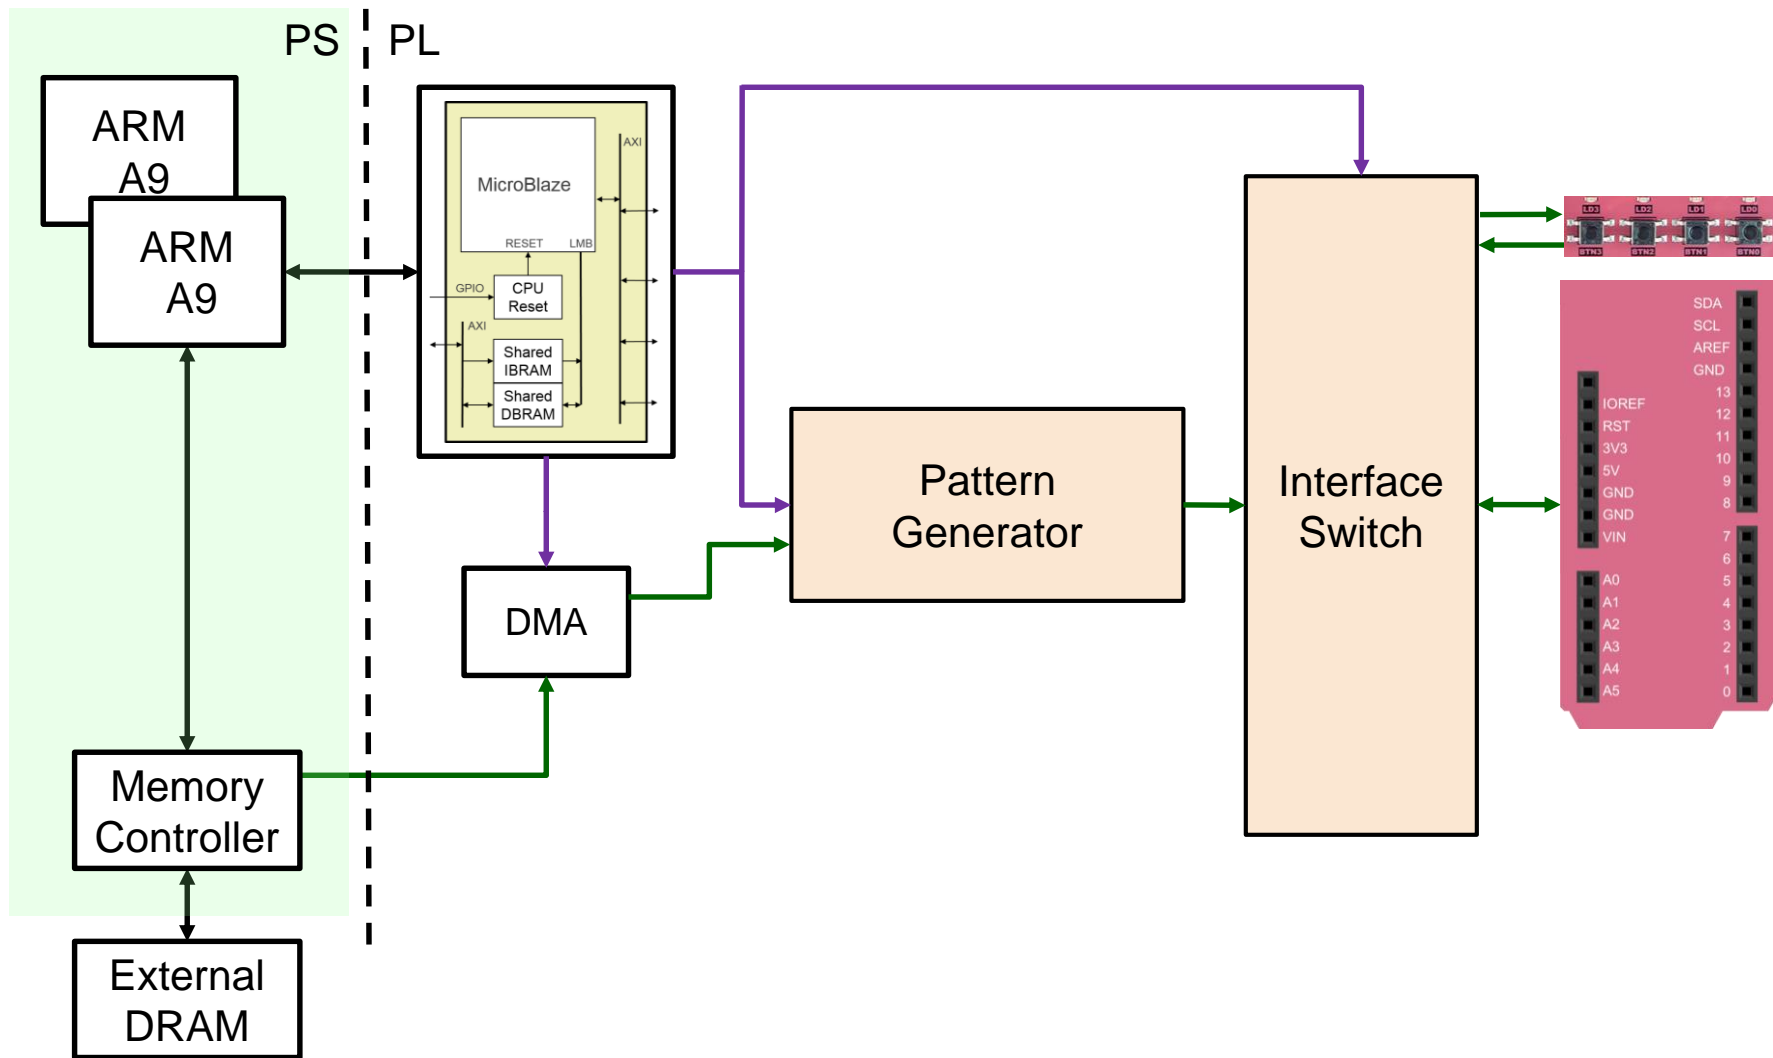 PS
PL
ARM
A9
ARM
A9
MicroBlaze
AXI
RESET
LMB
GPIO
CPU
Reset
AXI
Shared
IBRAM
Shared
DBRAM
DMA
Memory
Controller
External
DRAM
Pattern
Generator
Interface
Switch
LD3
LD2
LD1
LD0
BTN3
BTN2
BTN1
BTN0
SDA
SCL
AREF
GND
13
12
11
10
9
8
IOREF
RST
3V3
5V
GND
GND
VIN
7
6
5
4
3
2
1
0
A0
A1
A2
A3
A4
A5